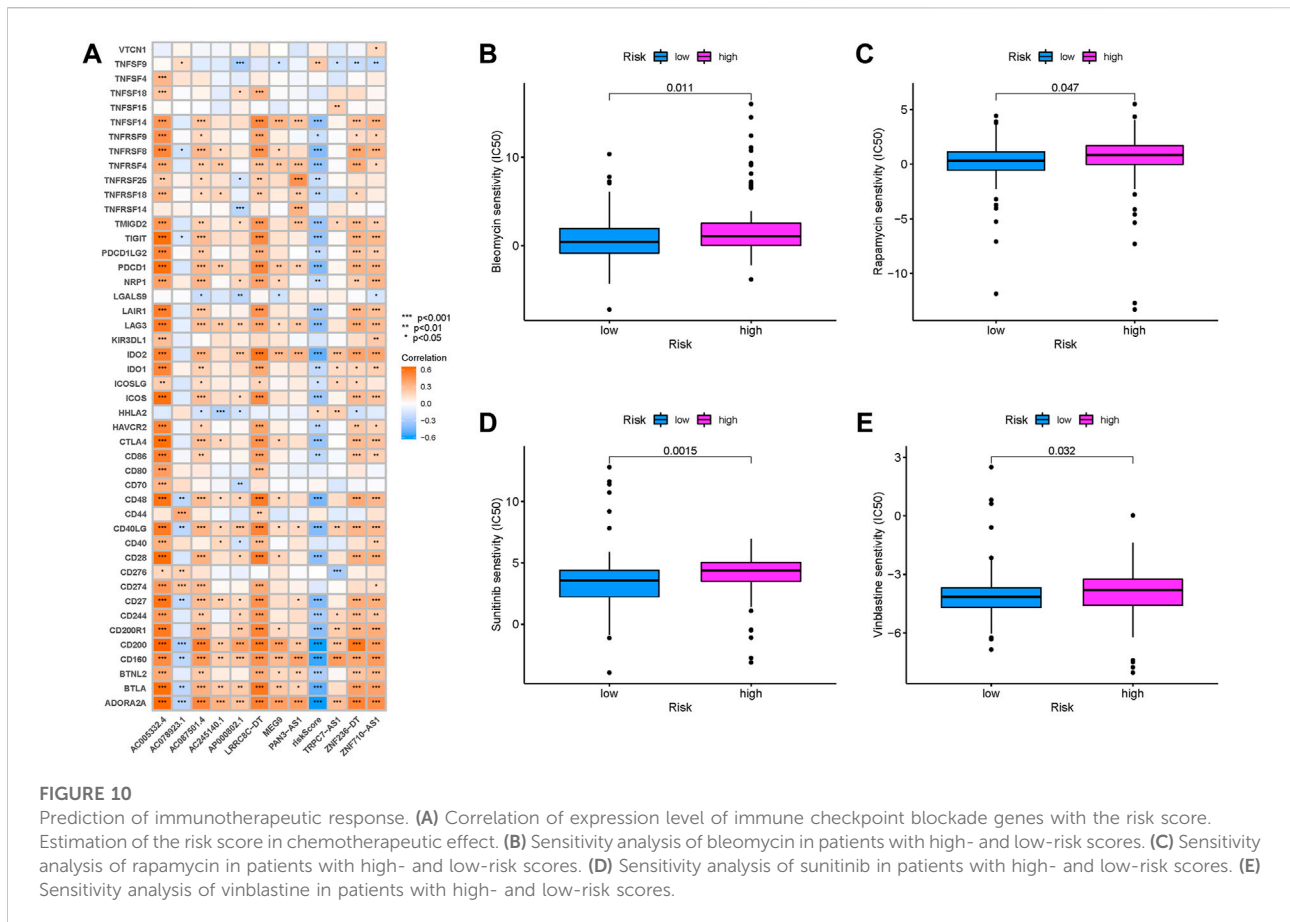 A
VTCN1
TNFSF9
TNFSF4
TNFSF18
TNFSF15
TNFSF14
TNFRSF9
TNFRSF8
TNFRSF4
TNFRSF25
TNFRSF18
TNFRSF14
TMIGD2
TIGIT
PDCD1LG2
PDCD1
NRP1
LGALS9
LAIR1
LAG3
KIR3DL1
IDO2
IDO1
ICOSLG
ICOS
HHLA2
HAVCR2
CTLA4
CD86
CD80
CD70
CD48
CD44
CD40LG
CD40
CD28
CD276
CD274
CD27
CD244
CD200R1
CD200
CD160
BTNL2
BTLA
ADORA2A
AC005332.4
AC078923.1
AC087501.4
AC245140.1
AP000802.1
LRRC8C-DT
MEG9
PAN3-AS1
riskScore
TRPC7-AS1
ZNF236-DT
ZNF710-AS1
*** p<0.001
** p<0.01
* p<0.05
Correlation
0.6
0.3
0.0
-0.3
-0.6
B
Risk low high
0.011
Bleomycin senstivity (IC50)
10
0
low high
Risk
C
Risk low high
0.047
Rapamycin senstivity (IC50)
5
0
-5
-10
low high
Risk
D
Risk low high
0.0015
Sunitinib senstivity (IC50)
10
5
0
low high
Risk
E
Risk low high
0.032
Vinblastine senstivity (IC50)
3
0
-3
-6
low high
Risk
FIGURE 10
Prediction of immunotherapeutic response. (A) Correlation of expression level of immune checkpoint blockade genes with the risk score.
Estimation of the risk score in chemotherapeutic effect. (B) Sensitivity analysis of bleomycin in patients with high- and low-risk scores. (C) Sensitivity
analysis of rapamycin in patients with high- and low-risk scores. (D) Sensitivity analysis of sunitinib in patients with high- and low-risk scores. (E)
Sensitivity analysis of vinblastine in patients with high- and low-risk scores.